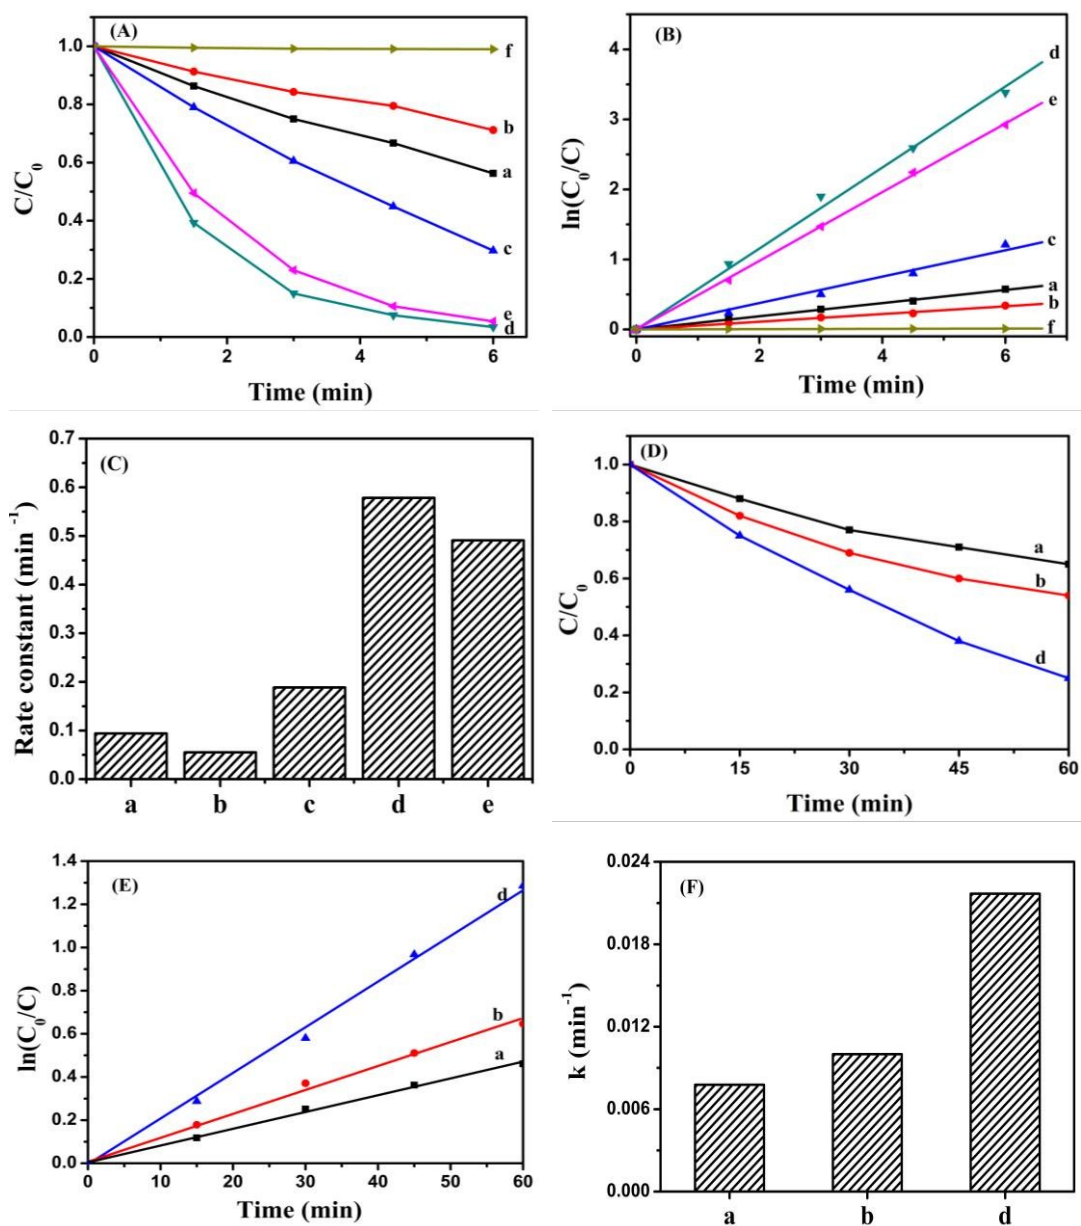 (A)
1.0
0.8
0.6
0.4
0.2
0.0
C/C₀
f
b
a
c
e
d
0
2
4
6
Time (min)
(B)
4
3
2
1
0
ln(C₀/C)
d
e
c
a
b
f
0
2
4
6
Time (min)
(C)
0.7
0.6
0.5
0.4
0.3
0.2
0.1
0.0
Rate constant (min ⁻¹)
a
b
c
d
e
(D)
1.0
0.8
0.6
0.4
0.2
0.0
C/C₀
a
b
d
0
15
30
45
60
Time (min)
(E)
1.4
1.2
1.0
0.8
0.6
0.4
0.2
0.0
ln(C₀/C)
d
b
a
0
10
20
30
40
50
60
Time (min)
(F)
0.024
0.018
0.012
0.006
0.000
k (min⁻¹)
a
b
d